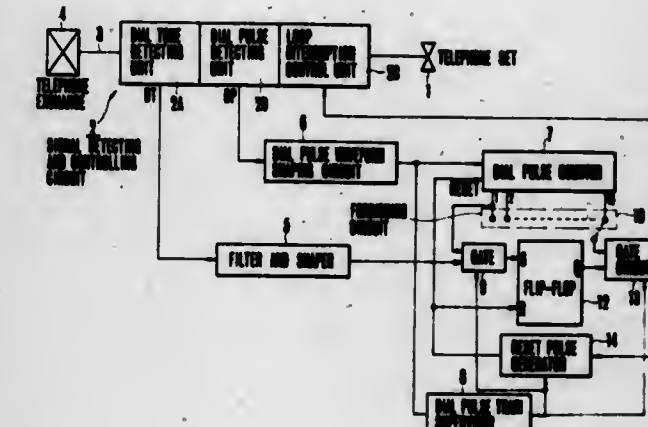 4
3
TELEPHONE
EXCHANGE
2
SIGNAL DETECTING
AND CONTROLLING
CIRCUIT
DIAL TONE
DETECTING
UNIT
DT
2A
DIAL PULSE
DETECTING
UNIT
DP
LOOP
INTERRUPTION
CONTROL UNIT
TELEPHONE SET
1
6
DIAL PULSE WAVEFORM
SHAPING CIRCUIT
7
DIAL PULSE COUNTER
RESET
1 2
CIRCUIT
10
5
FILTER AND SHAPER
GATE
9
S
R
FLIP-FLOP
12
GATE
13
14
RESET PULSE
GENERATOR
8
DIAL PULSE TRAIN